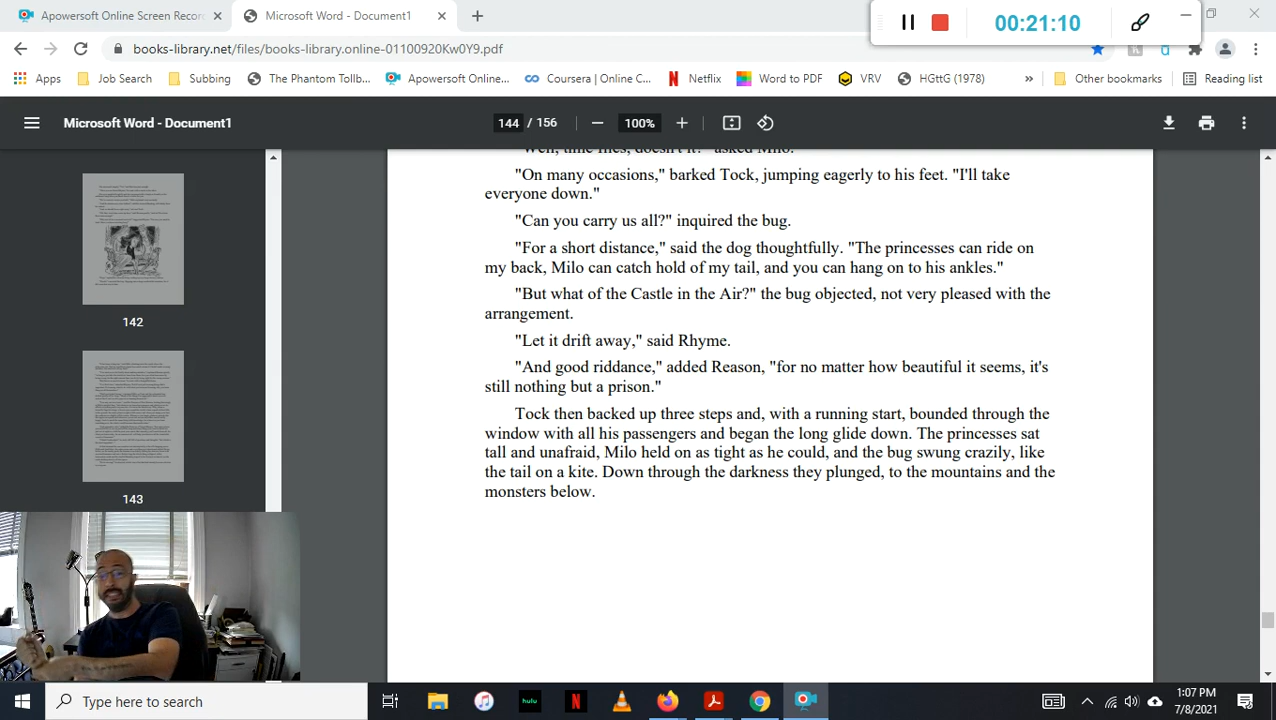 Apowersoft Online Screen Recor
Microsoft Word - Document1
00:21:10
books-library.net/files/books-library.online-01100920Kw0Y9.pdf
Apps
Job Search
Subbing
The Phantom Tollb...
Apowersoft Online...
Coursera | Online C...
Netflix
Word to PDF
VRV
HGttG (1978)
»
Other bookmarks
Reading list
Microsoft Word - Document1
144 / 156
100%
"Well, time flies, doesn't it?" asked Milo.
"On many occasions," barked Tock, jumping eagerly to his feet. "I'll take
everyone down."
"Can you carry us all?" inquired the bug.
"For a short distance," said the dog thoughtfully. "The princesses can ride on
my back, Milo can catch hold of my tail, and you can hang on to his ankles."
"But what of the Castle in the Air?" the bug objected, not very pleased with the
arrangement.
"Let it drift away," said Rhyme.
"And good riddance," added Reason, "for no matter how beautiful it seems, it's
still nothing but a prison."
Tock then backed up three steps and, with a running start, bounded through the
window with all his passengers and began the long glide down. The princesses sat
tall and unafraid, Milo held on as tight as he could, and the bug swung crazily, like
the tail on a kite. Down through the darkness they plunged, to the mountains and the
monsters below.
142
143
Type here to search
hulu
1:07 PM
7/8/2021